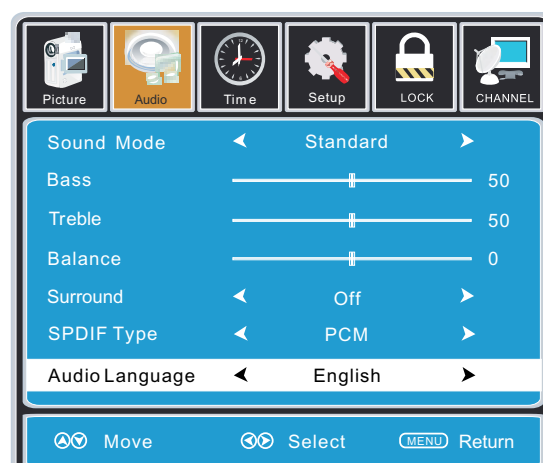 Picture Audio Time Setup LOCK CHANNEL
Sound Mode Standard
Bass 50
Treble 50
Balance 0
Surround Off
SPDIF Type PCM
Audio Language English
Move Select MENU Return